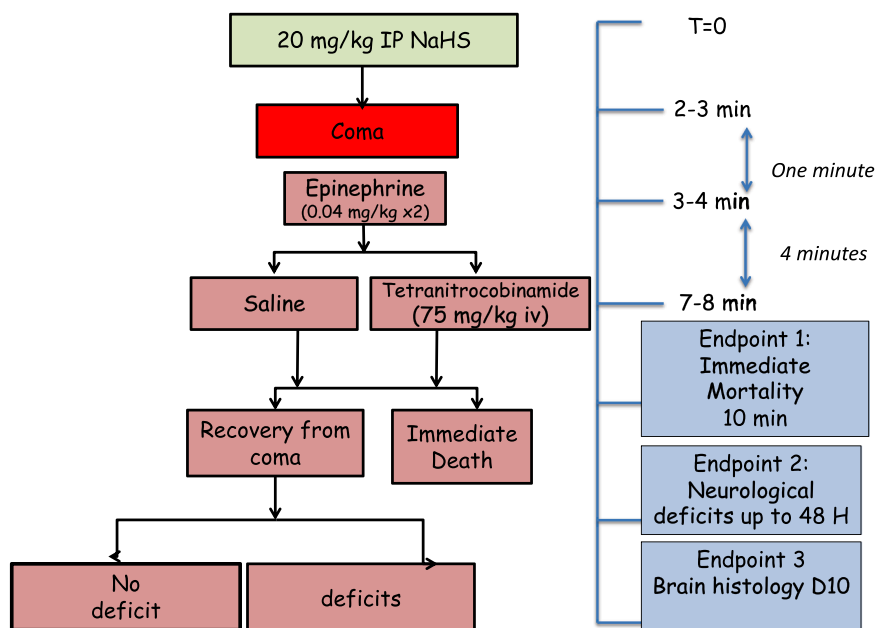 20 mg/kg IP NaHS
Coma
Epinephrine
(0.04 mg/kg x2)
Saline
Tetranitrocobinamide
(75 mg/kg iv)
Recovery from
coma
Immediate
Death
No
deficit
deficits
T=0
2-3 min
One minute
3-4 min
4 minutes
7-8 min
Endpoint 1:
Immediate
Mortality
10 min
Endpoint 2:
Neurological
deficits up to 48 H
Endpoint 3
Brain histology D10